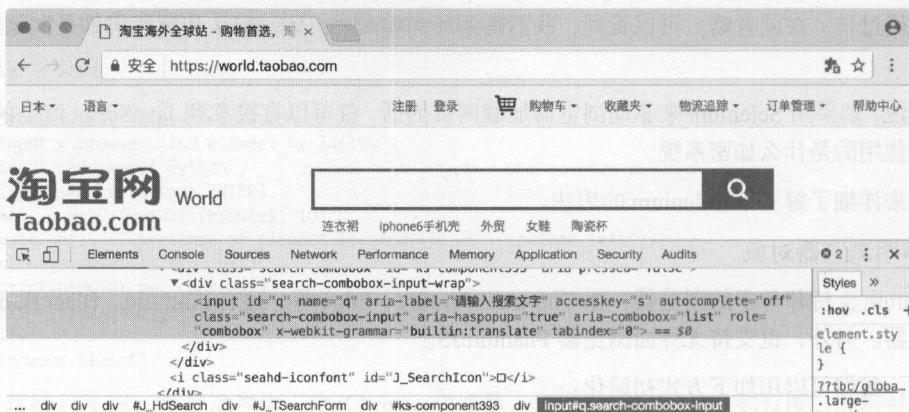 淘宝海外全球站 - 购物首选, 淘 ×
安全 https://world.taobao.com
日本 语言 注册 登录 购物车 收藏夹 物流追踪 订单管理 帮助中心
淘宝网 World
Taobao.com
连衣裙 iphone6手机壳 外贸 女鞋 陶瓷杯
Elements Console Sources Network Performance Memory Application Security Audits 2
Styles »
▼<div class="search-combobox-input-wrap">
<input id="q" name="q" aria-label="请输入搜索文字" accesskey="s" autocomplete="off"
class="search-combobox-input" aria-haspopup="true" aria-combobox="list" role=
"combobox" x-webkit-grammar="builtin:translate" tabindex="0"> == $0
</div>
</div>
<i class="seahd-iconfont" id="J_SearchIcon">□</i>
</div>
:hov .cls +
element.sty
le {
}
??tbc/globa…
.large-
... div div div #J_HdSearch div #J_TSearchForm div #ks-component393 div input#q.search-combobox-input